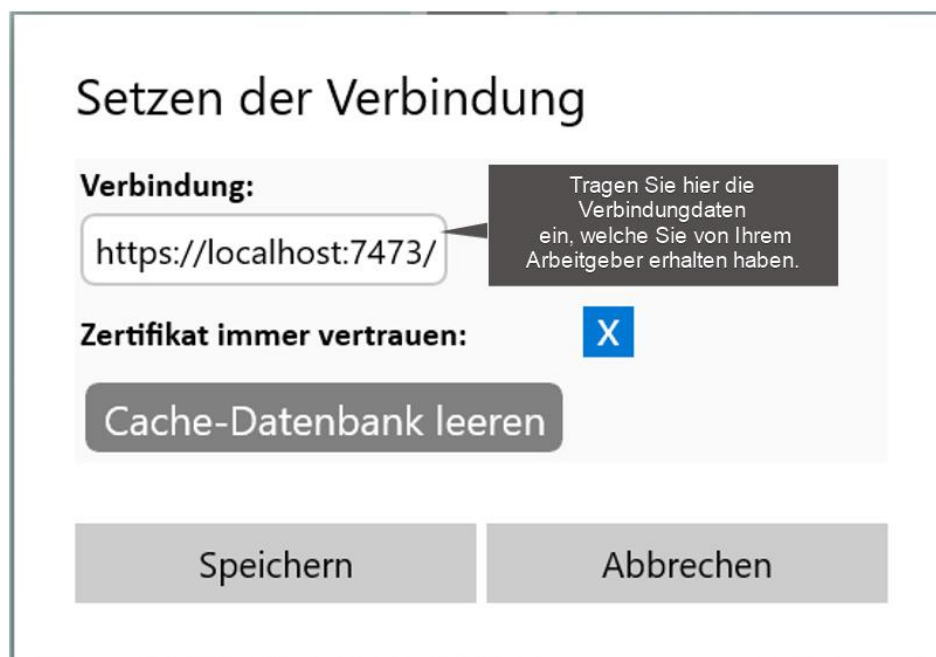 Setzen der Verbindung
Verbindung:
https://localhost:7473/
Tragen Sie hier die
Verbindungdaten
ein, welche Sie von Ihrem
Arbeitgeber erhalten haben.
Zertifikat immer vertrauen:
X
Cache-Datenbank leeren
Speichern
Abbrechen